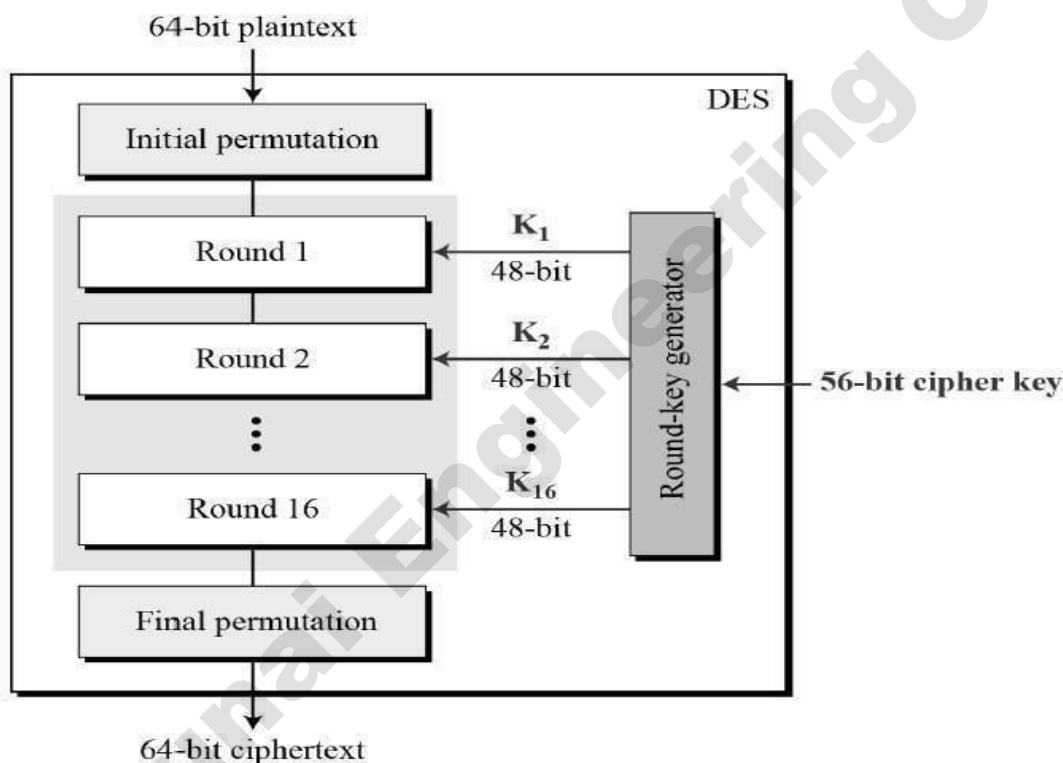 64-bit plaintext
DES
Initial permutation
Round 1
K1
48-bit
Round 2
K2
48-bit
Round-key generator
56-bit cipher key
Round 16
K16
48-bit
Final permutation
64-bit ciphertext
Engineering